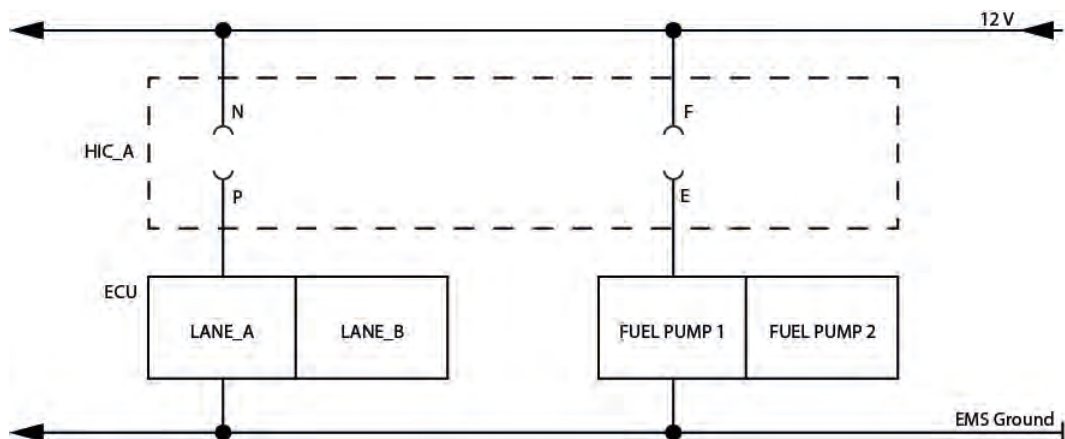 12 V
N
F
HIC_A
P
E
ECU
LANE_A
LANE_B
FUEL PUMP 1
FUEL PUMP 2
EMS Ground